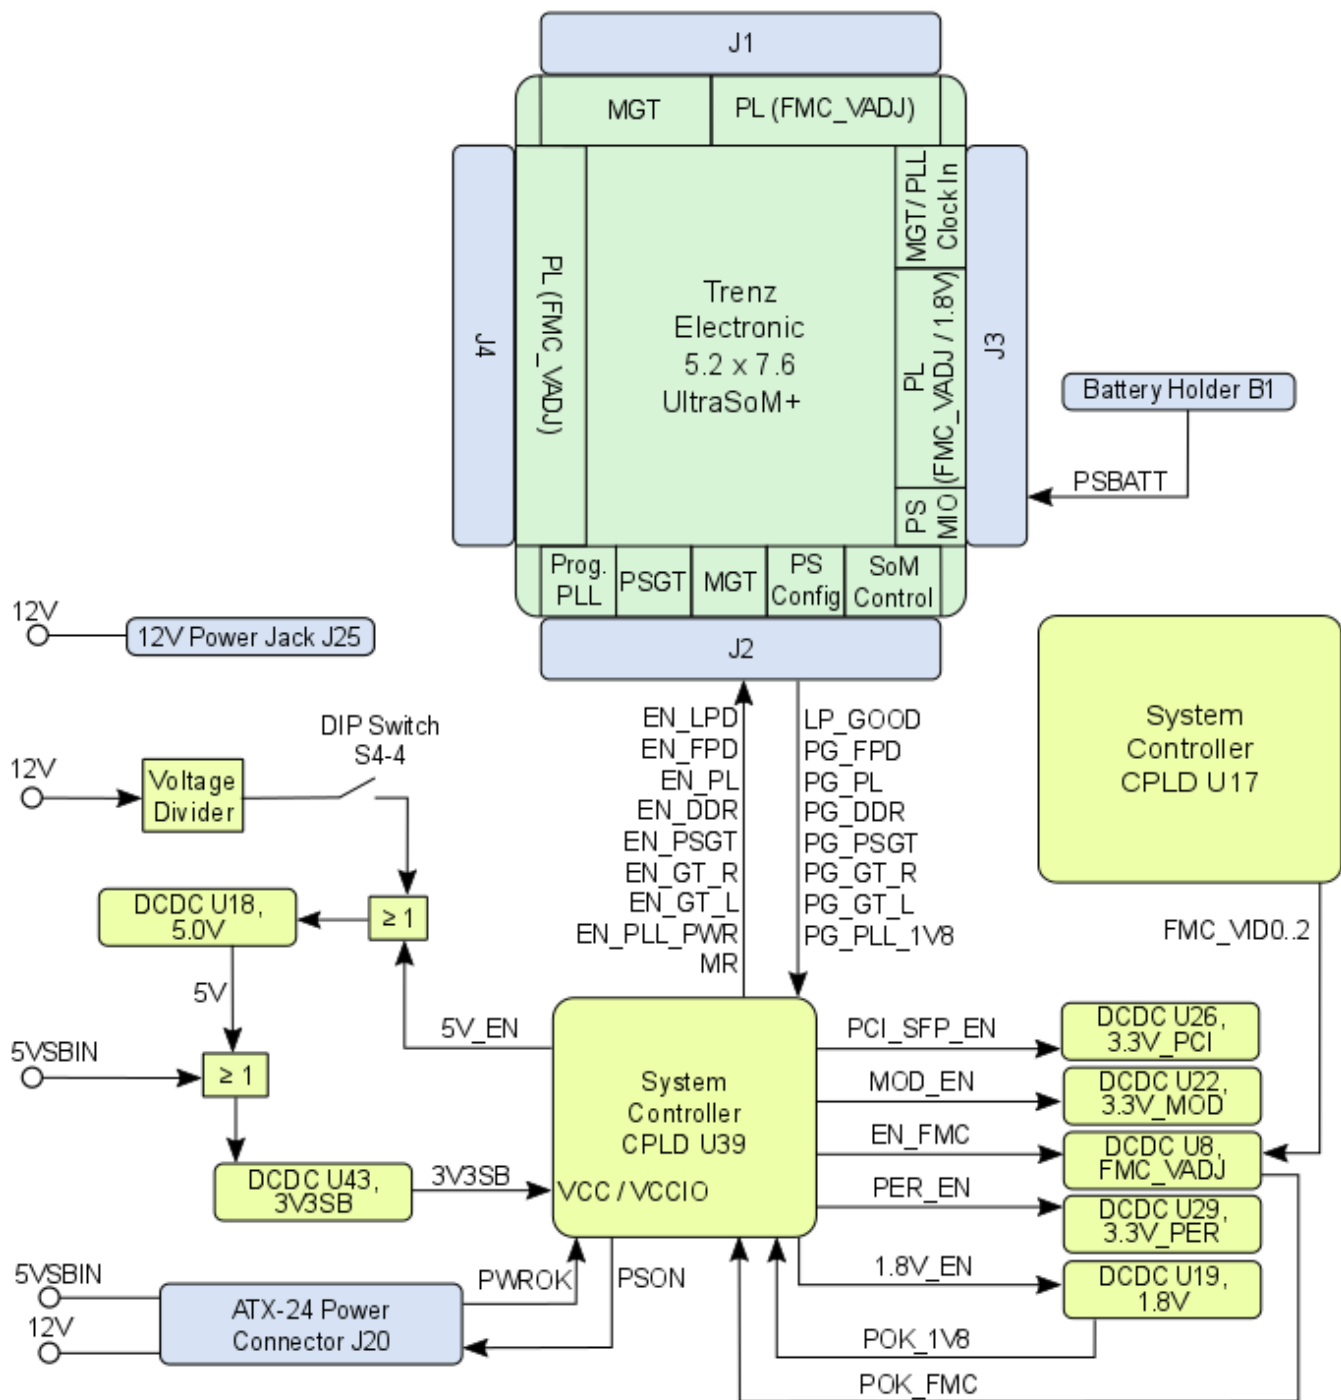 J1
MGT
PL (FMC_VADJ)
J4
PL (FMC_VADJ)
Trenz
Electronic
5.2 x 7.6
UltraSoM+
MGT/ PLL
Clock In
PL
(FMC_VADJ / 1.8V)
PS
MIO
J3
Battery Holder B1
PSBATT
Prog.
PLL
PSGT
MGT
PS
Config
SoM
Control
J2
12V
12V Power Jack J25
DIP Switch
S4-4
12V
Voltage
Divider
EN_LPD
EN_FPD
EN_PL
EN_DDR
EN_PSGT
EN_GT_R
EN_GT_L
EN_PLL_PWR
MR
LP_GOOD
PG_FPD
PG_PL
PG_DDR
PG_PSGT
PG_GT_R
PG_GT_L
PG_PLL_1V8
System
Controller
CPLD U17
FMC_VID0..2
DCDC U18,
5.0V
≥ 1
5V
5V_EN
5VSBIN
≥ 1
DCDC U43,
3V3SB
3V3SB
System
Controller
CPLD U39
VCC / VCCIO
PCI_SFP_EN
DCDC U26,
3.3V_PCI
MOD_EN
DCDC U22,
3.3V_MOD
EN_FMC
DCDC U8,
FMC_VADJ
PER_EN
DCDC U29,
3.3V_PER
1.8V_EN
DCDC U19,
1.8V
5VSBIN
12V
ATX-24 Power
Connector J20
PWROK
PSON
POK_1V8
POK_FMC